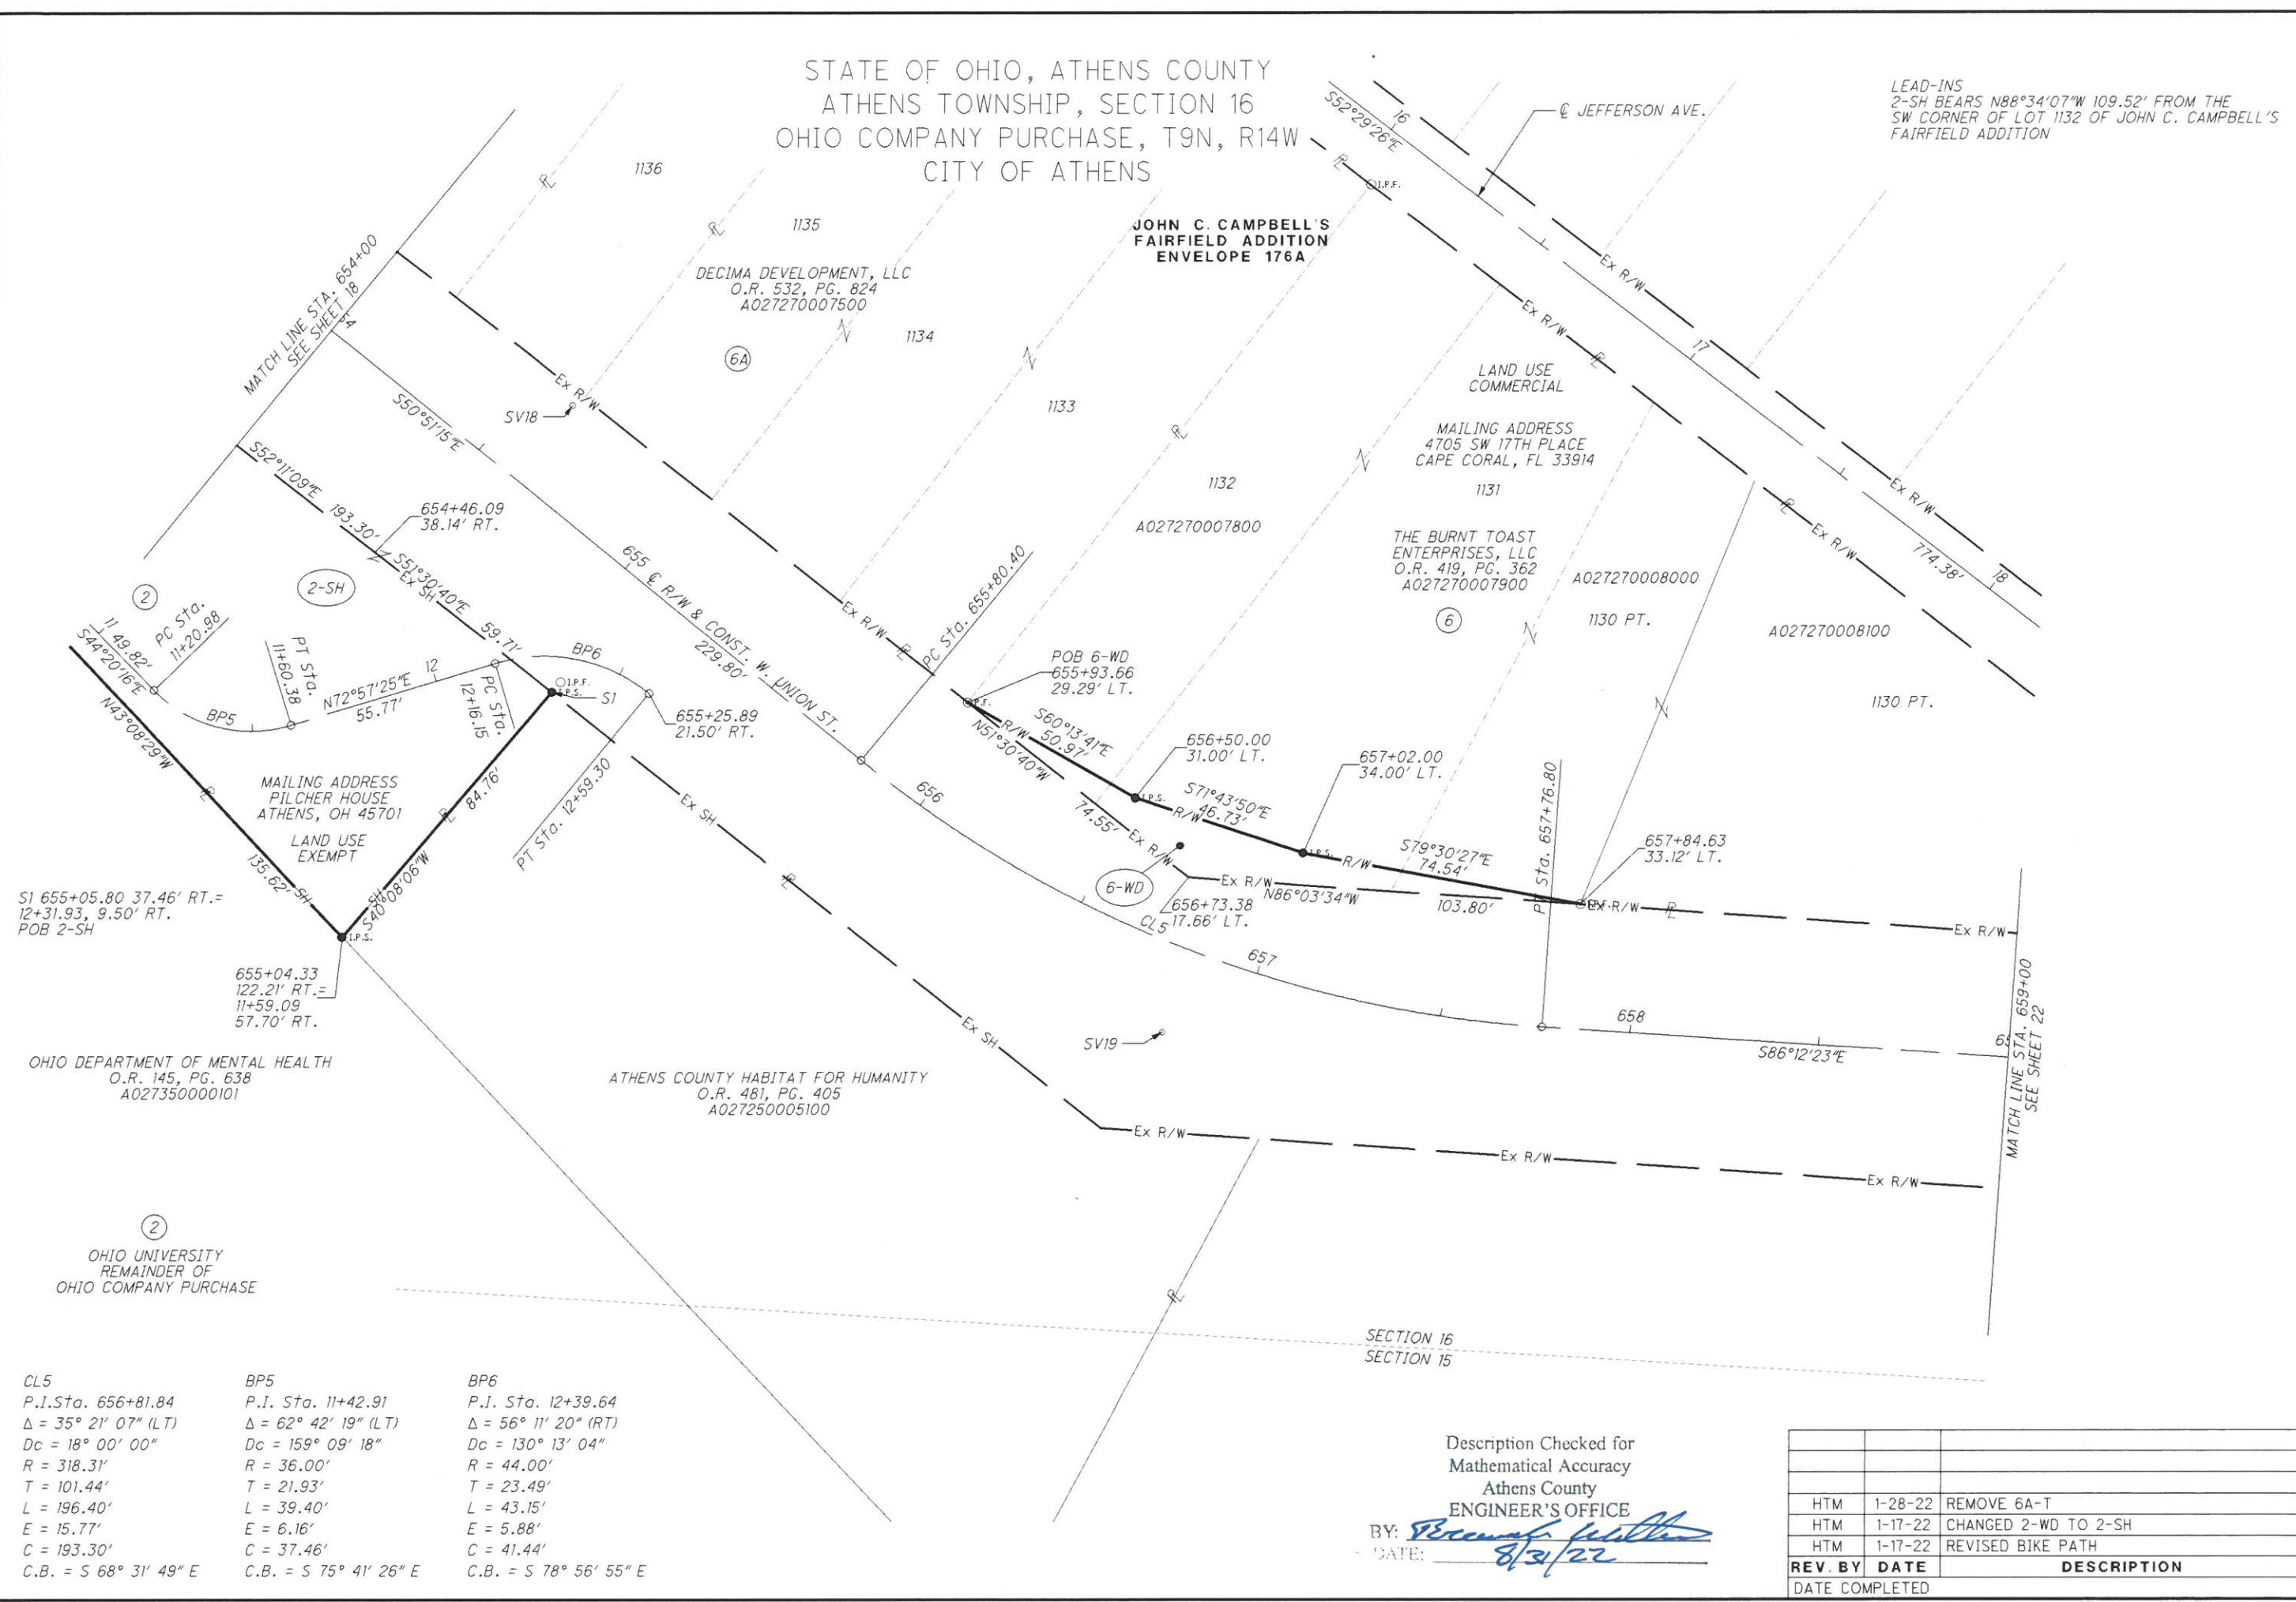 STATE OF OHIO, ATHENS COUNTY
ATHENS TOWNSHIP, SECTION 16
OHIO COMPANY PURCHASE, T9N, R14W
CITY OF ATHENS
LEAD-INS
2-SH BEARS N88°34'07"W 109.52' FROM THE
SW CORNER OF LOT 1132 OF JOHN C. CAMPBELL'S
FAIRFIELD ADDITION
S52°29'26"E
16
℄ JEFFERSON AVE.
I.P.F.
Ex R/W
17
Ex R/W
774.38'
18
1136
1135
JOHN C. CAMPBELL'S
FAIRFIELD ADDITION
ENVELOPE 176A
DECIMA DEVELOPMENT, LLC
O.R. 532, PG. 824
A027270007500
6A
1134
1133
1132
A027270007800
LAND USE
COMMERCIAL
MAILING ADDRESS
4705 SW 17TH PLACE
CAPE CORAL, FL 33914
1131
THE BURNT TOAST
ENTERPRISES, LLC
O.R. 419, PG. 362
A027270007900
6
A027270008000
1130 PT.
A027270008100
1130 PT.
Ex R/W
Ex R/W
MATCH LINE STA. 654+00
SEE SHEET 18
54
Ex R/W
SV18
S50°51'15"E
S52°11'09"E
193.30'
654+46.09
38.14' RT.
S51°30'40"E
Ex SH
59.71'
2-SH
2
655 ℄ R/W & CONST. W. UNION ST.
229.80'
Ex R/W
PC Sta. 655+80.40
POB 6-WD
655+93.66
29.29' LT.
11 49.82'
S44°20'16"E
PC Sta.
11+20.98
PT Sta.
11+60.38
BP5
N72°57'25"E
55.77'
12
PC Sta.
12+16.15
BP6
I.P.F.
I.P.S.
S1
655+25.89
21.50' RT.
PT Sta. 12+59.30
N43°08'29"W
135.62'
SH
MAILING ADDRESS
PILCHER HOUSE
ATHENS, OH 45701
LAND USE
EXEMPT
84.76'
S40°08'06"W
SH
I.P.S.
S1 655+05.80 37.46' RT.=
12+31.93, 9.50' RT.
POB 2-SH
655+04.33
122.21' RT.=
11+59.09
57.70' RT.
R/W
S60°13'41"E
50.97'
N51°30'40"W
74.55'
Ex R/W
656+50.00
31.00' LT.
I.P.S.
S71°43'50"E
R/W
46.73'
657+02.00
34.00' LT.
I.P.S.
R/W
S79°30'27"E
74.54'
PT Sta. 657+76.80
657+84.63
33.12' LT.
Ex R/W
Ex R/W
656
6-WD
Ex R/W
N86°03'34"W
103.80'
656+73.38
17.66' LT.
CL5
657
658
S86°12'23"E
MATCH LINE STA. 659+00
SEE SHEET 22
Ex SH
Ex SH
SV19
Ex R/W
Ex R/W
Ex R/W
OHIO DEPARTMENT OF MENTAL HEALTH
O.R. 145, PG. 638
A027350000101
ATHENS COUNTY HABITAT FOR HUMANITY
O.R. 481, PG. 405
A027250005100
2
OHIO UNIVERSITY
REMAINDER OF
OHIO COMPANY PURCHASE
SECTION 16
SECTION 15
CL5
P.I.Sta. 656+81.84
Δ = 35° 21' 07" (LT)
Dc = 18° 00' 00"
R = 318.31'
T = 101.44'
L = 196.40'
E = 15.77'
C = 193.30'
C.B. = S 68° 31' 49" E
BP5
P.I. Sta. 11+42.91
Δ = 62° 42' 19" (LT)
Dc = 159° 09' 18"
R = 36.00'
T = 21.93'
L = 39.40'
E = 6.16'
C = 37.46'
C.B. = S 75° 41' 26" E
BP6
P.I. Sta. 12+39.64
Δ = 56° 11' 20" (RT)
Dc = 130° 13' 04"
R = 44.00'
T = 23.49'
L = 43.15'
E = 5.88'
C = 41.44'
C.B. = S 78° 56' 55" E
Description Checked for
Mathematical Accuracy
Athens County
ENGINEER'S OFFICE
BY:
DATE: 8/31/22
HTM 1-28-22 REMOVE 6A-T
HTM 1-17-22 CHANGED 2-WD TO 2-SH
HTM 1-17-22 REVISED BIKE PATH
REV. BY DATE DESCRIPTION
DATE COMPLETED